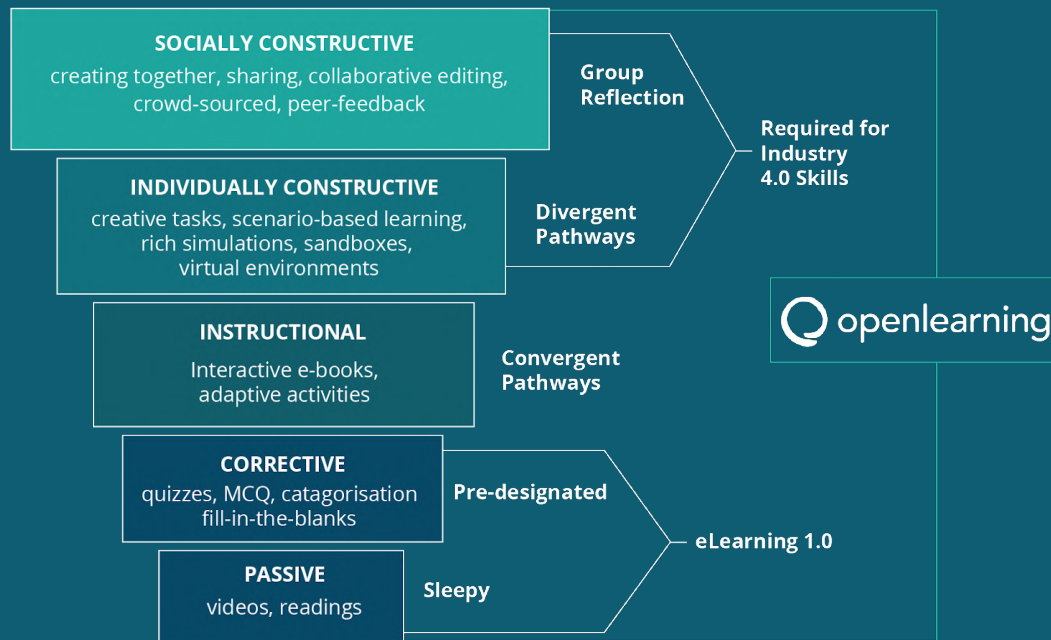 SOCIALLY CONSTRUCTIVE
creating together, sharing, collaborative editing,
crowd-sourced, peer-feedback
Group
Reflection
Required for
Industry
4.0 Skills
INDIVIDUALLY CONSTRUCTIVE
creative tasks, scenario-based learning,
rich simulations, sandboxes,
virtual environments
Divergent
Pathways
openlearning
INSTRUCTIONAL
Interactive e-books,
adaptive activities
Convergent
Pathways
CORRECTIVE
quizzes, MCQ, catagorisation
fill-in-the-blanks
Pre-designated
eLearning 1.0
PASSIVE
videos, readings
Sleepy